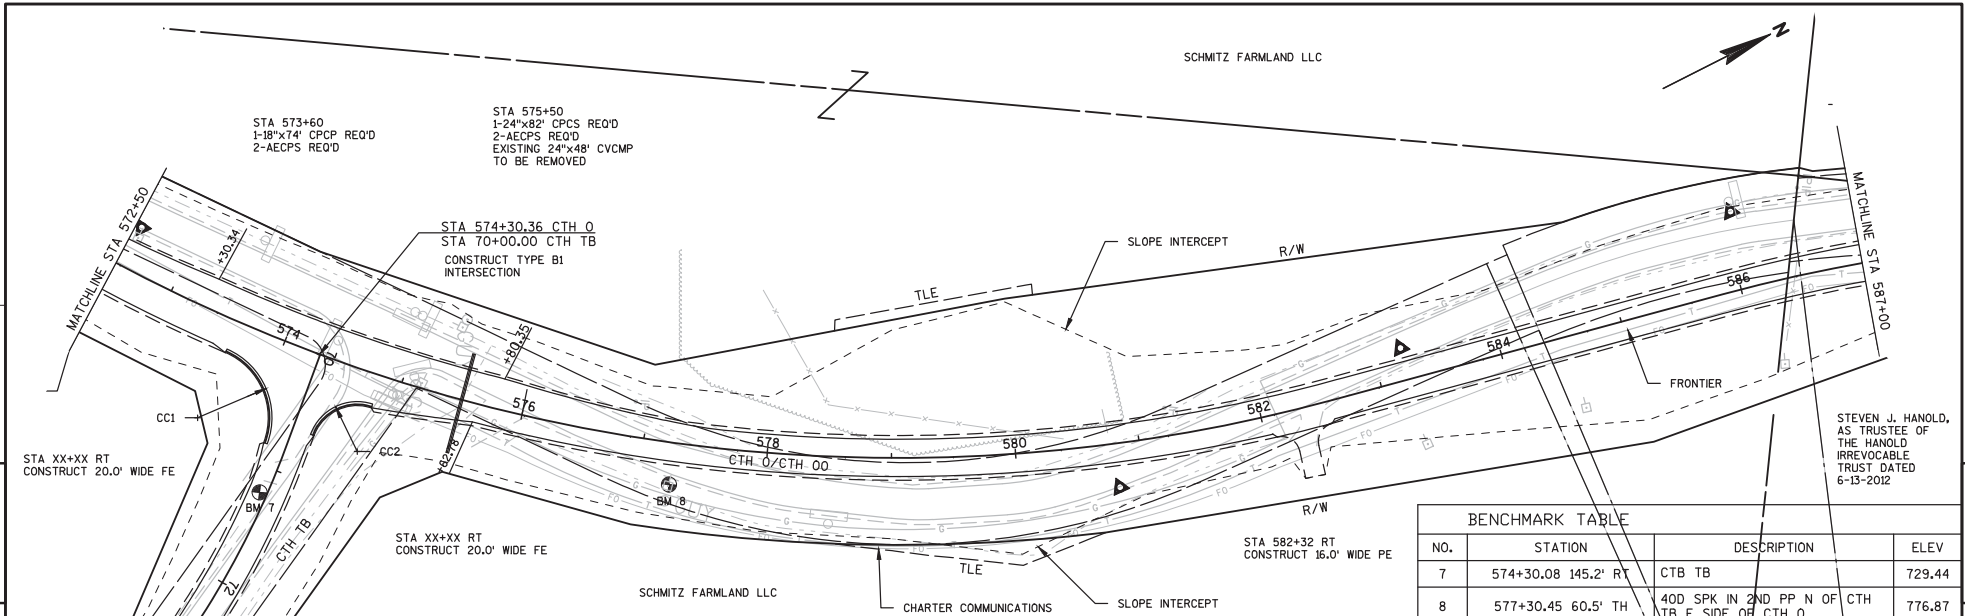 SCHMITZ FARMLAND LLC
N
STA 573+60
1-18"x74' CPCP REQ'D
2-AECPS REQ'D
STA 575+50
1-24"x82' CPCS REQ'D
2-AECPS REQ'D
EXISTING 24"x48' CVCMP
TO BE REMOVED
MATCHLINE STA 572+50
+30.34
STA 574+30.36 CTH O
STA 70+00.00 CTH TB
CONSTRUCT TYPE B1
INTERSECTION
SLOPE INTERCEPT
R/W
TLE
MATCHLINE STA 587+00
574
70
+80.35
576
578
580
582
584
586
CTH O/CTH OO
FRONTIER
CC1
CC2
+82.78
STA XX+XX RT
CONSTRUCT 20.0' WIDE FE
BM 7
BM 8
GUY
CTH TB
72
STA XX+XX RT
CONSTRUCT 20.0' WIDE FE
SCHMITZ FARMLAND LLC
TLE
CHARTER COMMUNICATIONS
SLOPE INTERCEPT
R/W
STA 582+32 RT
CONSTRUCT 16.0' WIDE PE
STEVEN J. HANOLD,
AS TRUSTEE OF
THE HANOLD
IRREVOCABLE
TRUST DATED
6-13-2012
BENCHMARK TABLE
NO. STATION DESCRIPTION ELEV
7 574+30.08 145.2' RT CTB TB 729.44
8 577+30.45 60.5' TH 40D SPK IN 2ND PP N OF CTH 776.87
TB E SIDE OF CTH O